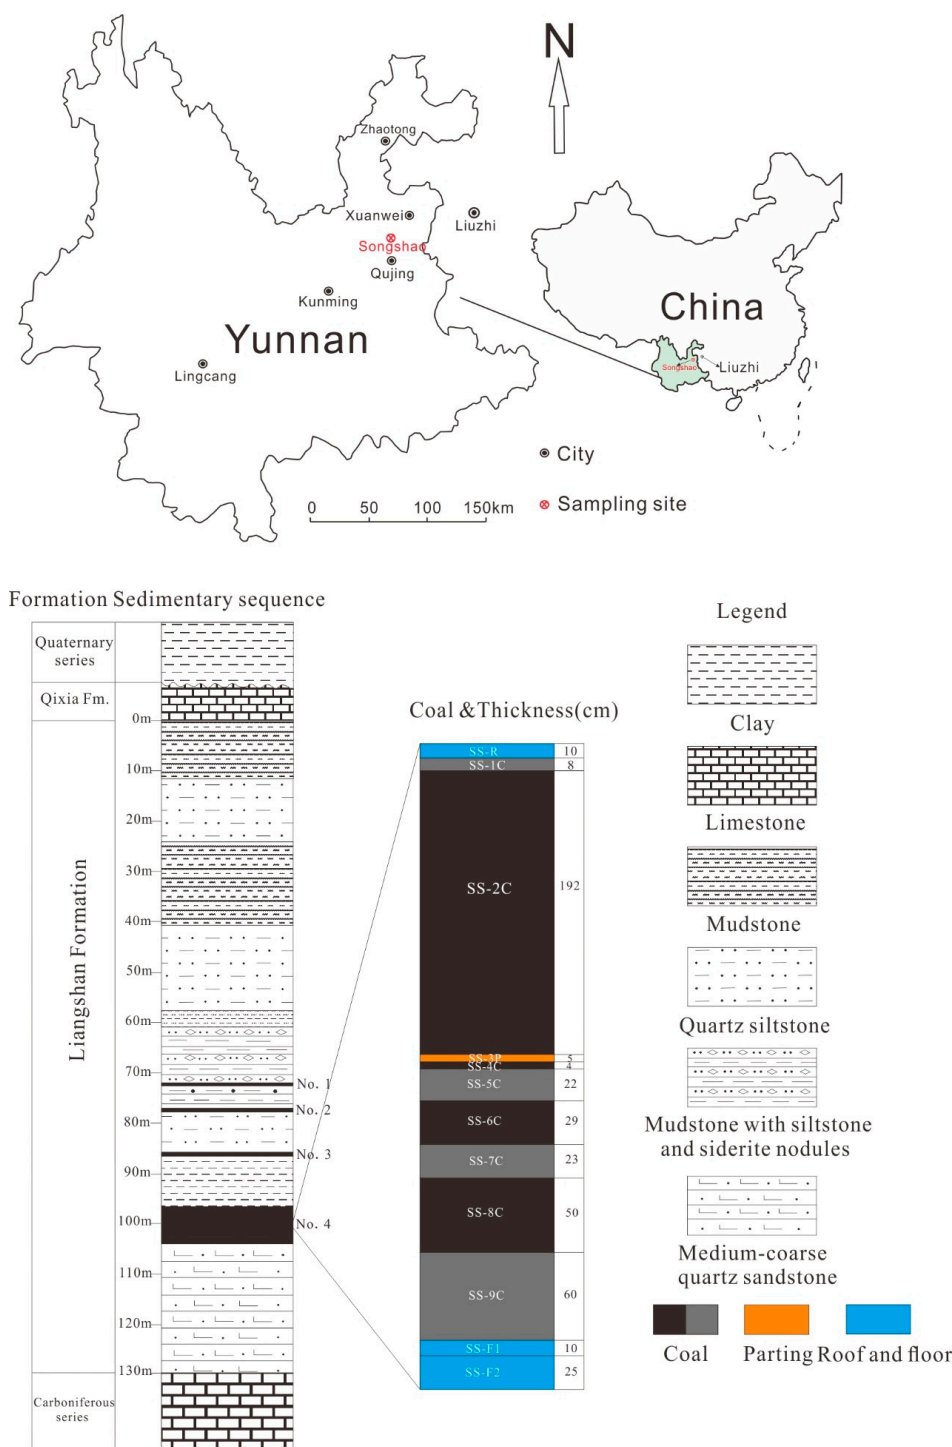 N
Zhaotong
Xuanwei
Liuzhi
Songshao
Qujing
Kunming
China
Yunnan
Lingcang
Songshao
Liuzhi
City
0 50 100 150km
Sampling site
Formation Sedimentary sequence
Legend
Quaternary
series
Qixia Fm.
0m
10m
20m
30m
40m
50m
60m
70m
80m
90m
100m
110m
120m
130m
Liangshan Formation
Carboniferous
series
No. 1
No. 2
No. 3
No. 4
Coal &Thickness(cm)
SS-R 10
SS-1C 8
SS-2C 192
SS-3P 5
SS-4C 4
SS-5C 22
SS-6C 29
SS-7C 23
SS-8C 50
SS-9C 60
SS-F1 10
SS-F2 25
Clay
Limestone
Mudstone
Quartz siltstone
Mudstone with siltstone
and siderite nodules
Medium-coarse
quartz sandstone
Coal Parting Roof and floor